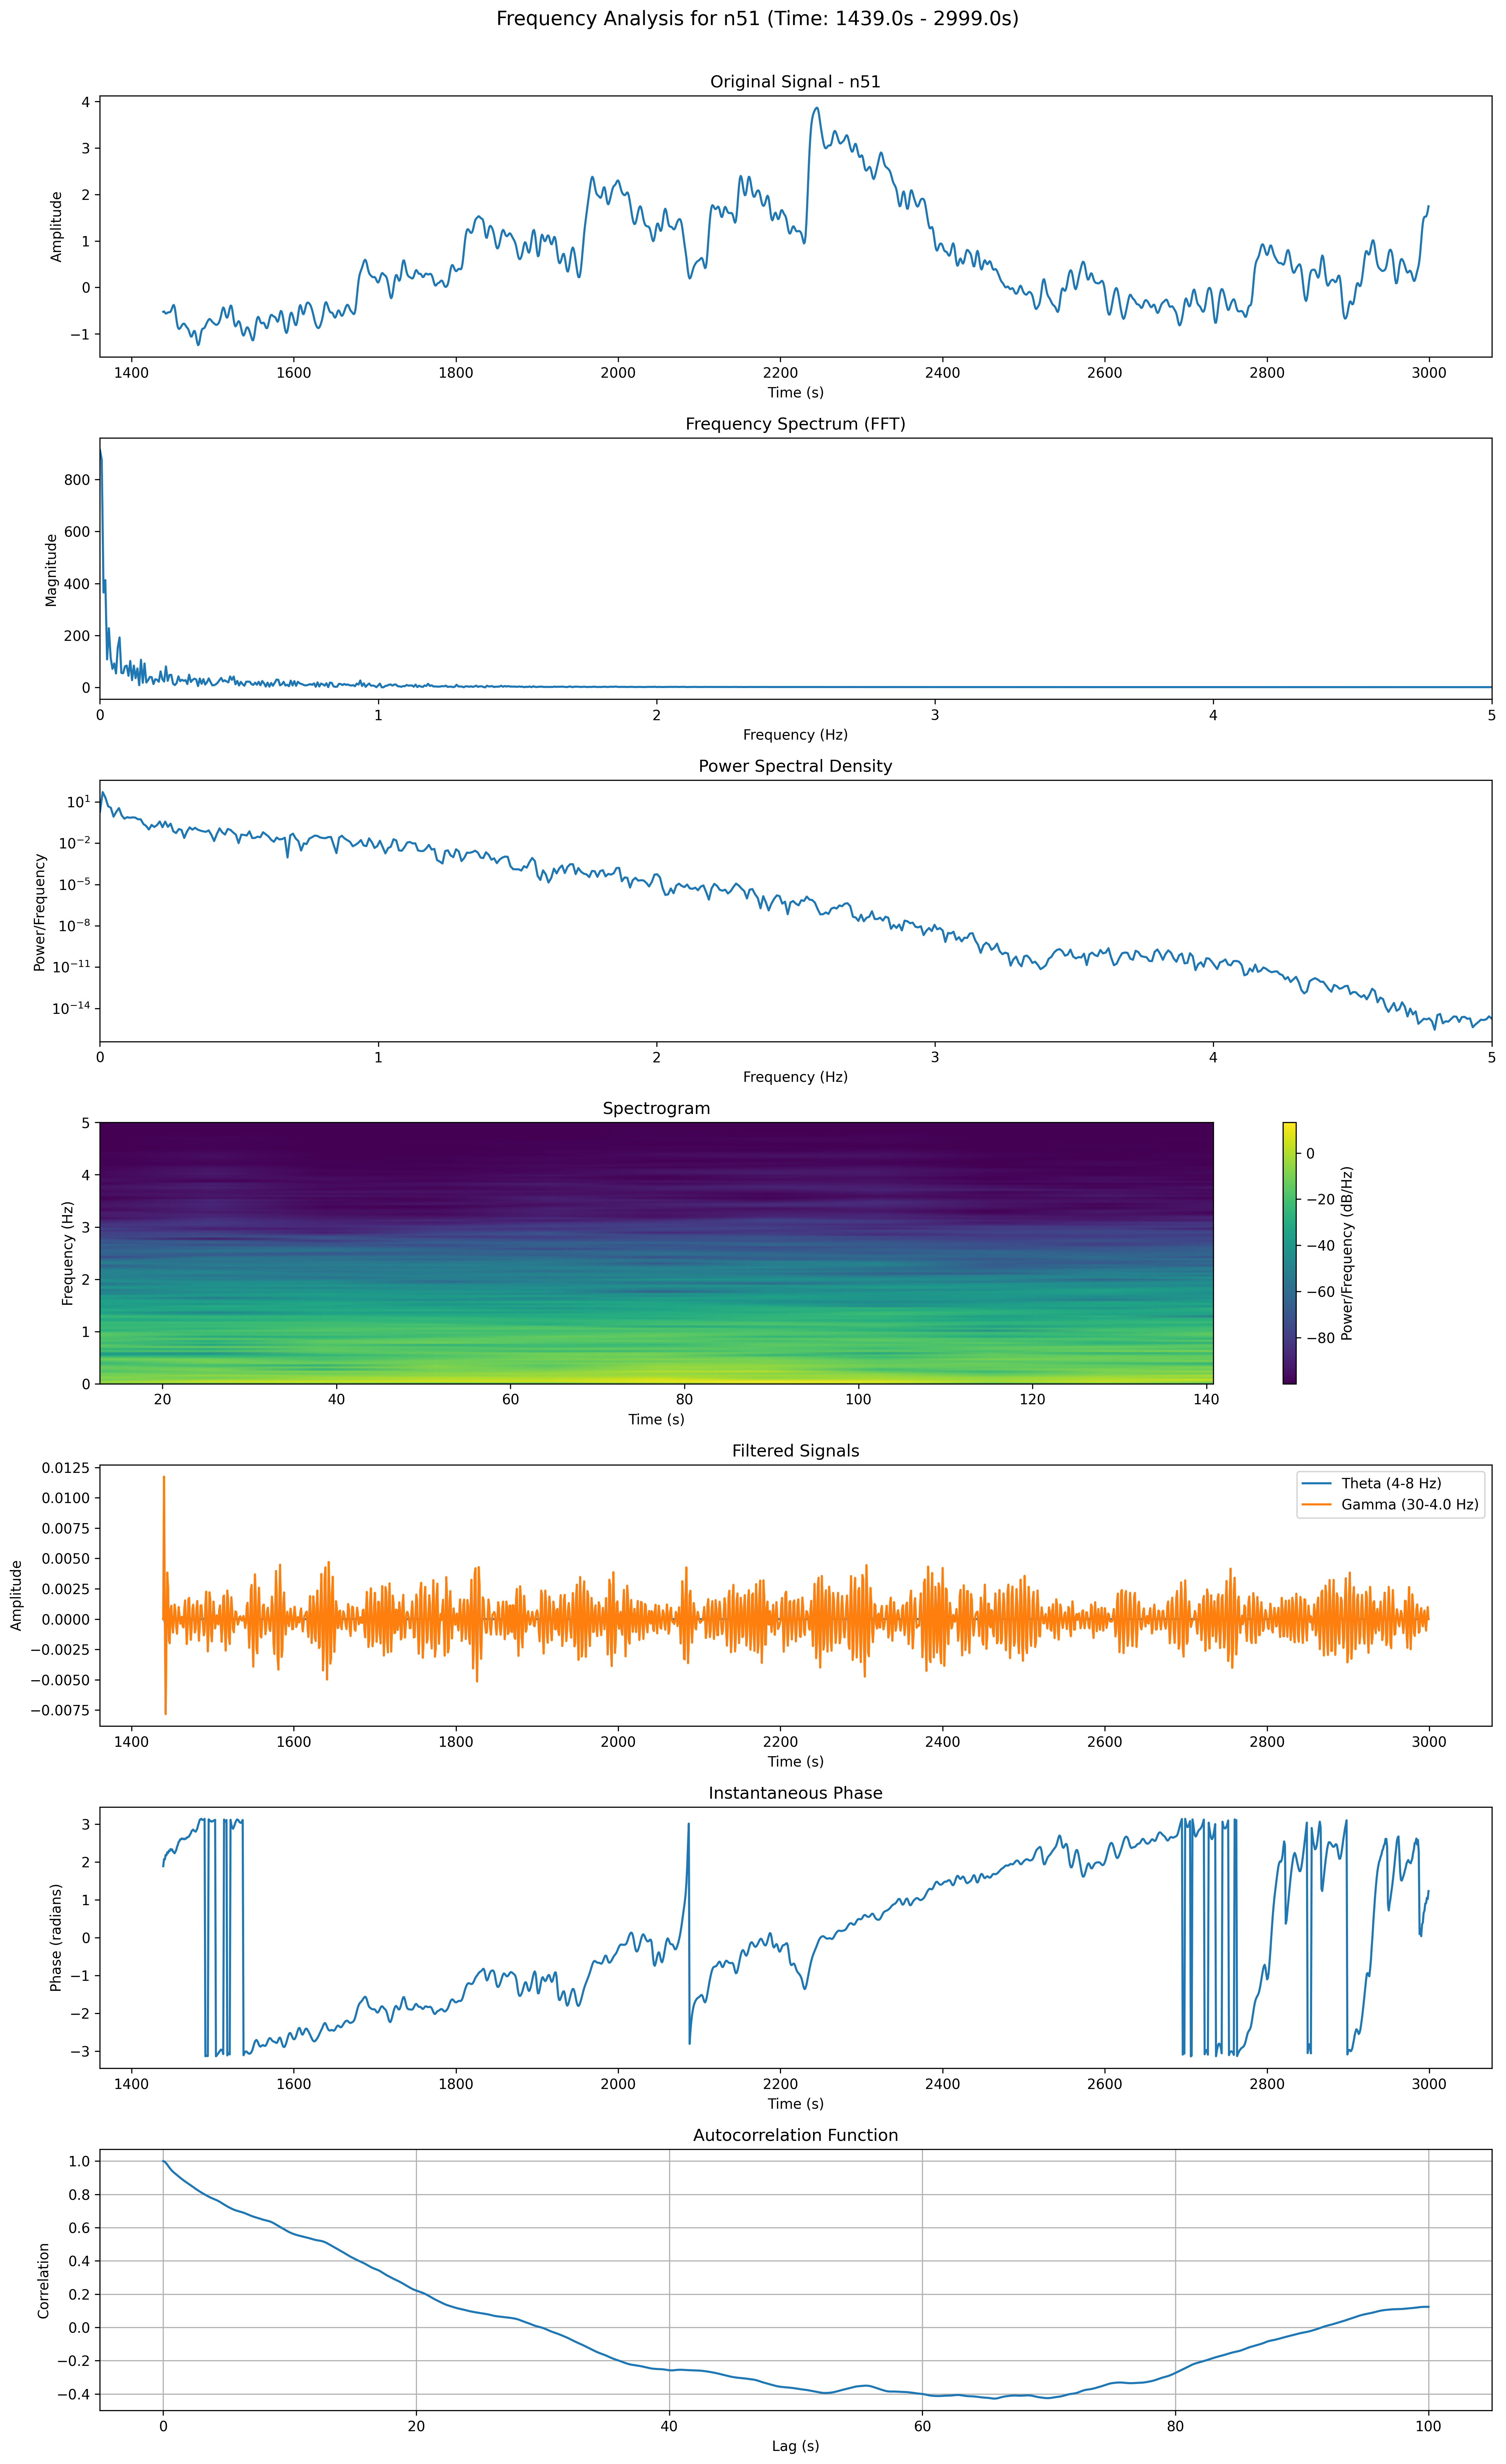 Frequency Analysis for n51 (Time: 1439.0s - 2999.0s)
Original Signal - n51
4
3
2
1
0
−1
Amplitude
1400 1600 1800 2000 2200 2400 2600 2800 3000
Time (s)
Frequency Spectrum (FFT)
800
600
400
200
0
Magnitude
0 1 2 3 4 5
Frequency (Hz)
Power Spectral Density
10^1
10^−2
10^−5
10^−8
10^−11
10^−14
Power/Frequency
0 1 2 3 4 5
Frequency (Hz)
Spectrogram
5
4
3
2
1
0
Frequency (Hz)
20 40 60 80 100 120 140
Time (s)
0
−20
−40
−60
−80
Power/Frequency (dB/Hz)
Filtered Signals
0.0125
0.0100
0.0075
0.0050
0.0025
0.0000
−0.0025
−0.0050
−0.0075
Amplitude
Theta (4-8 Hz)
Gamma (30-4.0 Hz)
1400 1600 1800 2000 2200 2400 2600 2800 3000
Time (s)
Instantaneous Phase
3
2
1
0
−1
−2
−3
Phase (radians)
1400 1600 1800 2000 2200 2400 2600 2800 3000
Time (s)
Autocorrelation Function
1.0
0.8
0.6
0.4
0.2
0.0
−0.2
−0.4
Correlation
0 20 40 60 80 100
Lag (s)